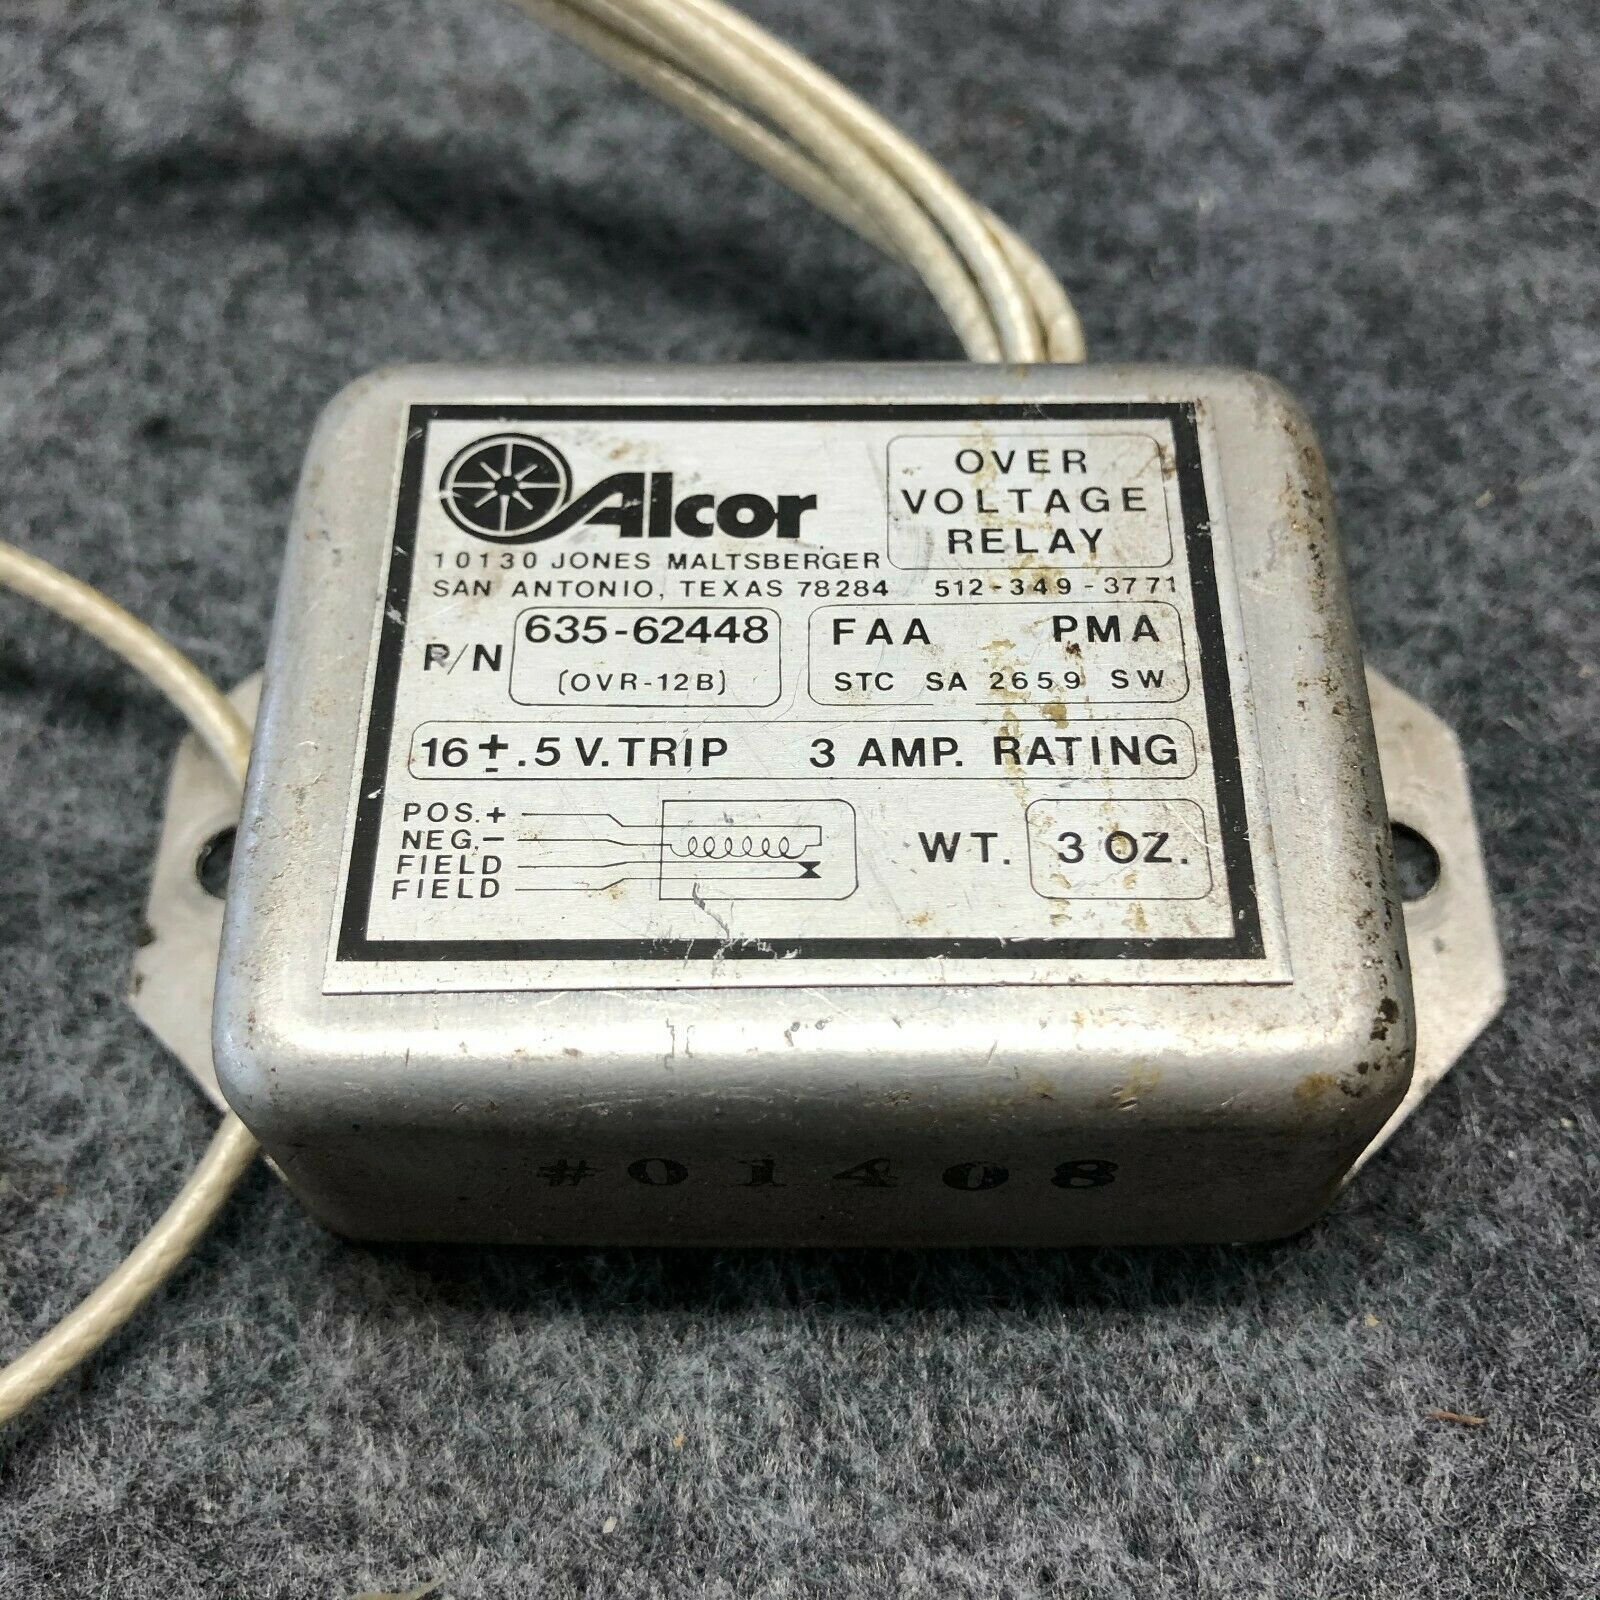 Alcor
OVER
VOLTAGE
RELAY
10130 JONES MALTSBERGER
SAN ANTONIO, TEXAS 78284 512-349-3771
P/N 635-62448
(OVR-12B)
FAA PMA
STC SA 2659 SW
16 ± .5 V. TRIP 3 AMP. RATING
POS. +
NEG. -
FIELD
FIELD
WT. 3 OZ.
#01408